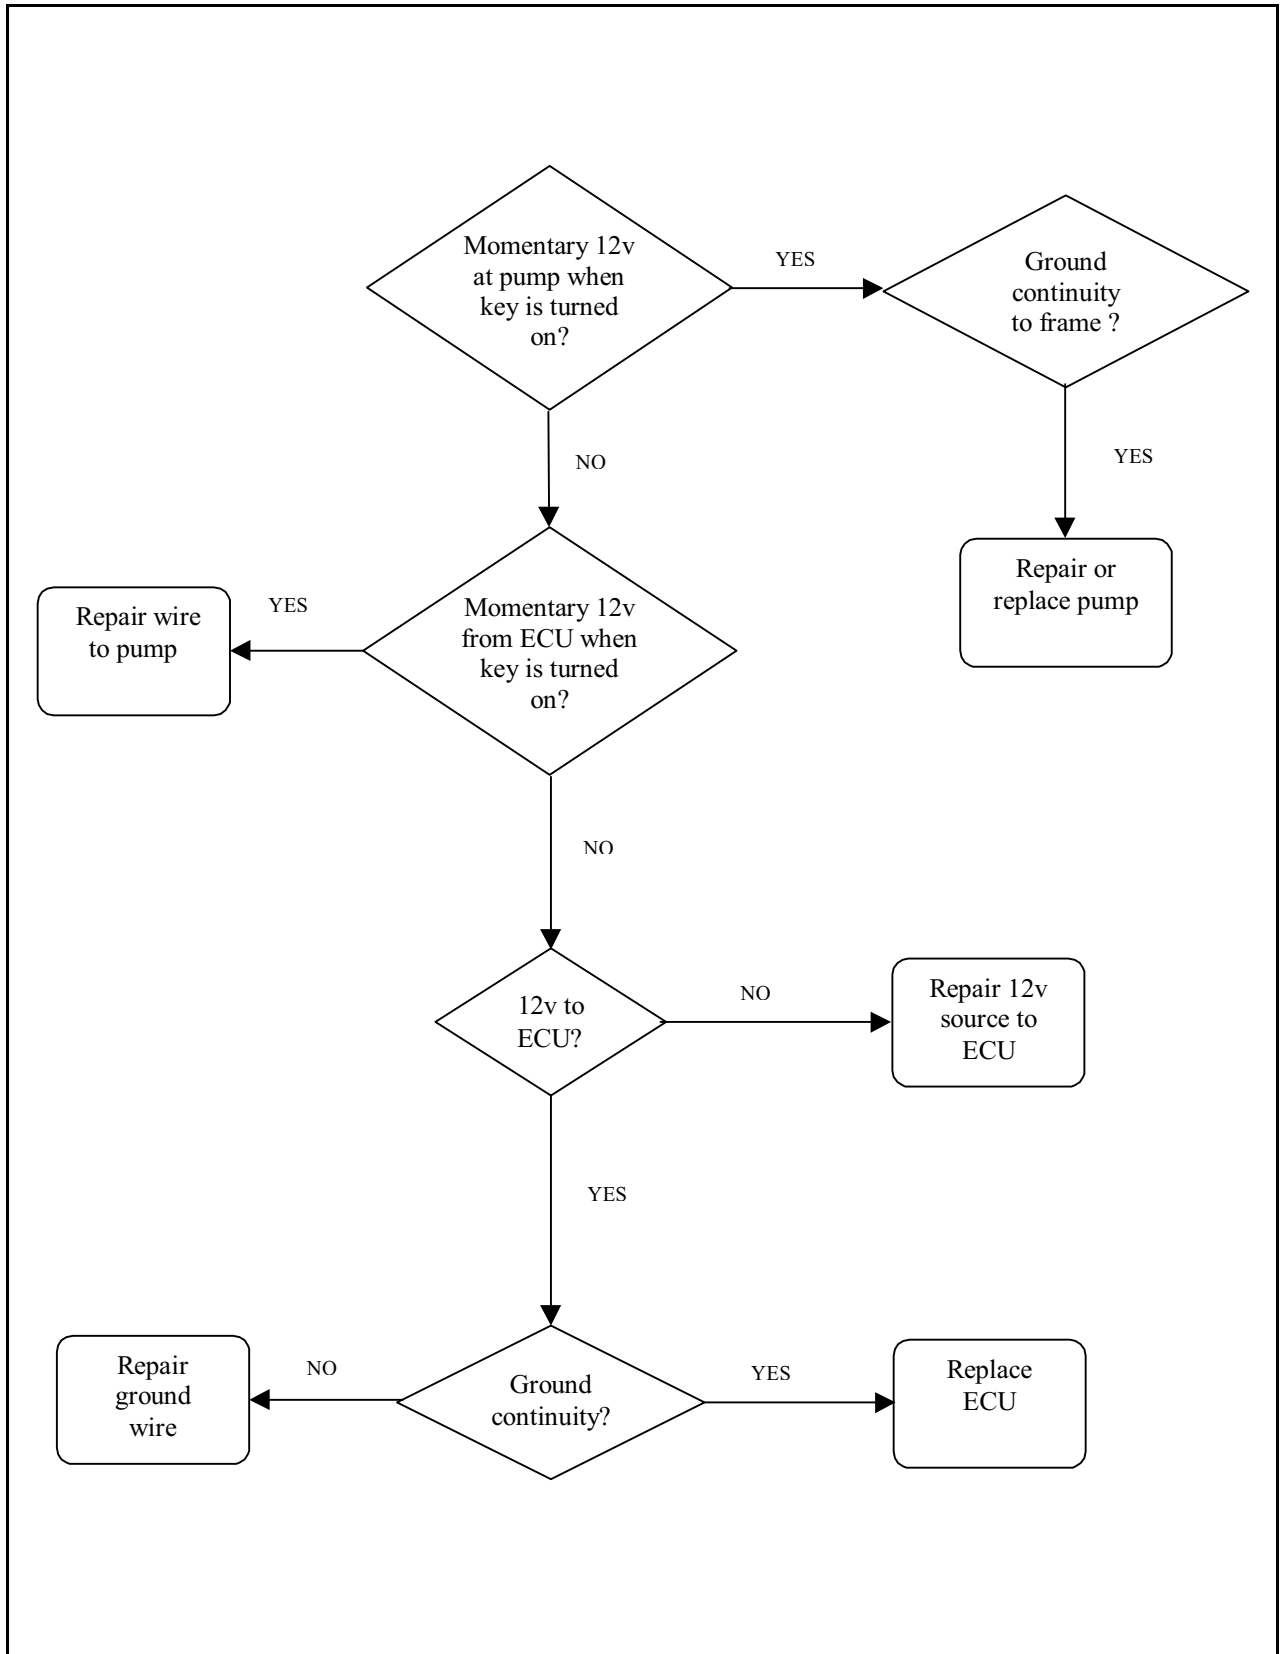 Momentary 12v
at pump when
key is turned
on?
YES
Ground
continuity
to frame ?
NO
YES
Repair or
replace pump
Repair wire
to pump
YES
Momentary 12v
from ECU when
key is turned
on?
NO
12v to
ECU?
NO
Repair 12v
source to
ECU
YES
Repair
ground
wire
NO
Ground
continuity?
YES
Replace
ECU